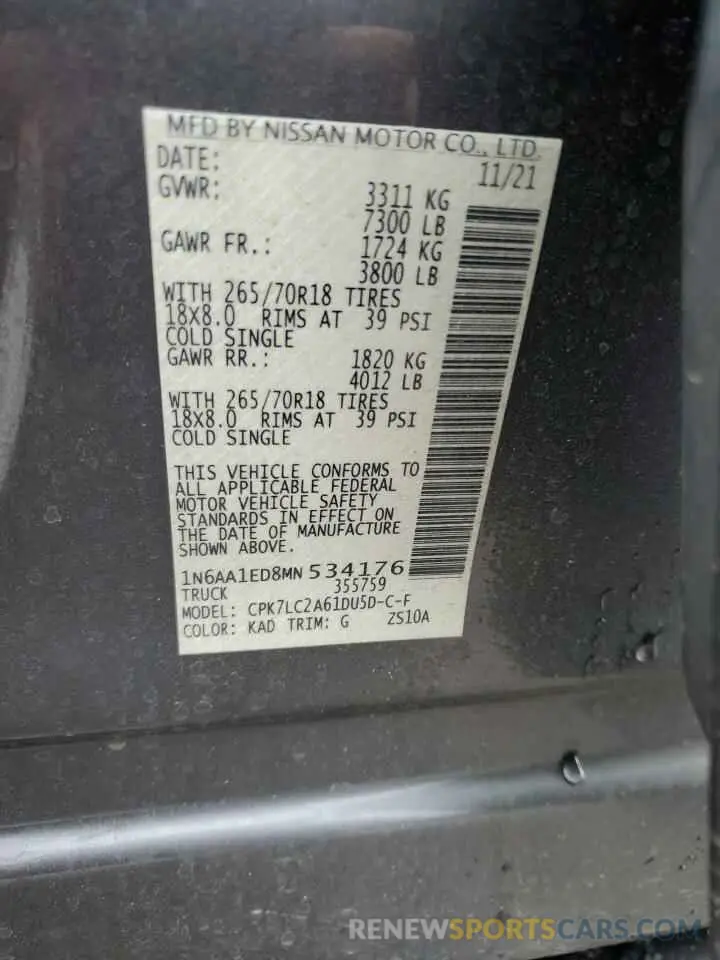 MFD BY NISSAN MOTOR CO., LTD.
DATE: 11/21
GVWR: 3311 KG
7300 LB
GAWR FR.: 1724 KG
3800 LB
WITH 265/70R18 TIRES
18X8.0 RIMS AT 39 PSI
COLD SINGLE
GAWR RR.: 1820 KG
4012 LB
WITH 265/70R18 TIRES
18X8.0 RIMS AT 39 PSI
COLD SINGLE
THIS VEHICLE CONFORMS TO
ALL APPLICABLE FEDERAL
MOTOR VEHICLE SAFETY
STANDARDS IN EFFECT ON
THE DATE OF MANUFACTURE
SHOWN ABOVE.
1N6AA1ED8MN534176
TRUCK 355759
MODEL: CPK7LC2A61DU5D-C-F
COLOR: KAD TRIM: G ZS10A
RENEWSPORTSCARS.COM